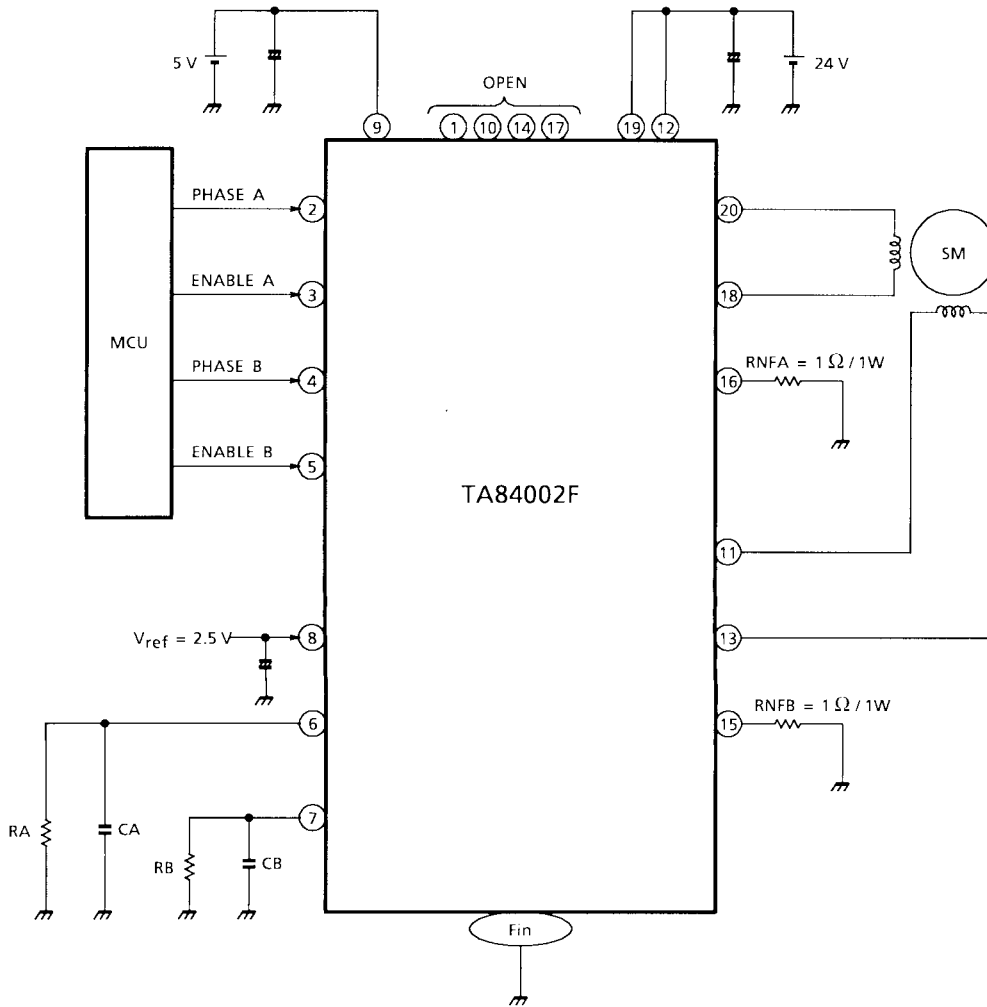 5 V
24 V
OPEN
9
1
10
14
17
19
12
MCU
PHASE A
2
ENABLE A
3
PHASE B
4
ENABLE B
5
20
18
SM
RNFA = 1 Ω / 1W
16
TA84002F
11
Vref = 2.5 V
8
13
6
RNFB = 1 Ω / 1W
15
RA
CA
7
RB
CB
Fin